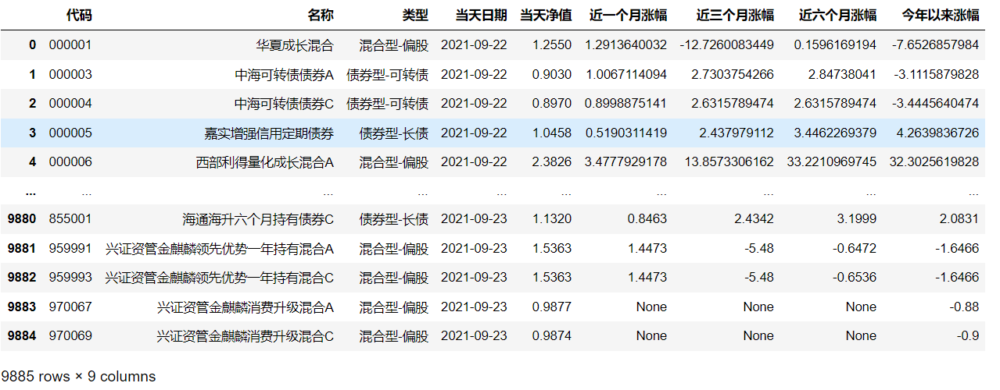 代码 名称 类型 当天日期 当天净值 近一个月涨幅 近三个月涨幅 近六个月涨幅 今年以来涨幅
0 000001 华夏成长混合 混合型-偏股 2021-09-22 1.2550 1.2913640032 -12.7260083449 0.1596169194 -7.6526857984
1 000003 中海可转债债券A 债券型-可转债 2021-09-22 0.9030 1.0067114094 2.7303754266 2.84738041 -3.1115879828
2 000004 中海可转债债券C 债券型-可转债 2021-09-22 0.8970 0.8998875141 2.6315789474 2.6315789474 -3.4445640474
3 000005 嘉实增强信用定期债券 债券型-长债 2021-09-22 1.0458 0.5190311419 2.437979112 3.4462269379 4.2639836726
4 000006 西部利得量化成长混合A 混合型-偏股 2021-09-22 2.3826 3.4777929178 13.8573306162 33.2210969745 32.3025619828
... ... ... ... ... ... ... ... ... ...
9880 855001 海通海升六个月持有债券C 债券型-长债 2021-09-23 1.1320 0.8463 2.4342 3.1999 2.0831
9881 959991 兴证资管金麒麟领先优势一年持有混合A 混合型-偏股 2021-09-23 1.5363 1.4473 -5.48 -0.6472 -1.6466
9882 959993 兴证资管金麒麟领先优势一年持有混合C 混合型-偏股 2021-09-23 1.5363 1.4473 -5.48 -0.6536 -1.6466
9883 970067 兴证资管金麒麟消费升级混合A 混合型-偏股 2021-09-23 0.9877 None None None -0.88
9884 970069 兴证资管金麒麟消费升级混合C 混合型-偏股 2021-09-23 0.9874 None None None -0.9
9885 rows × 9 columns